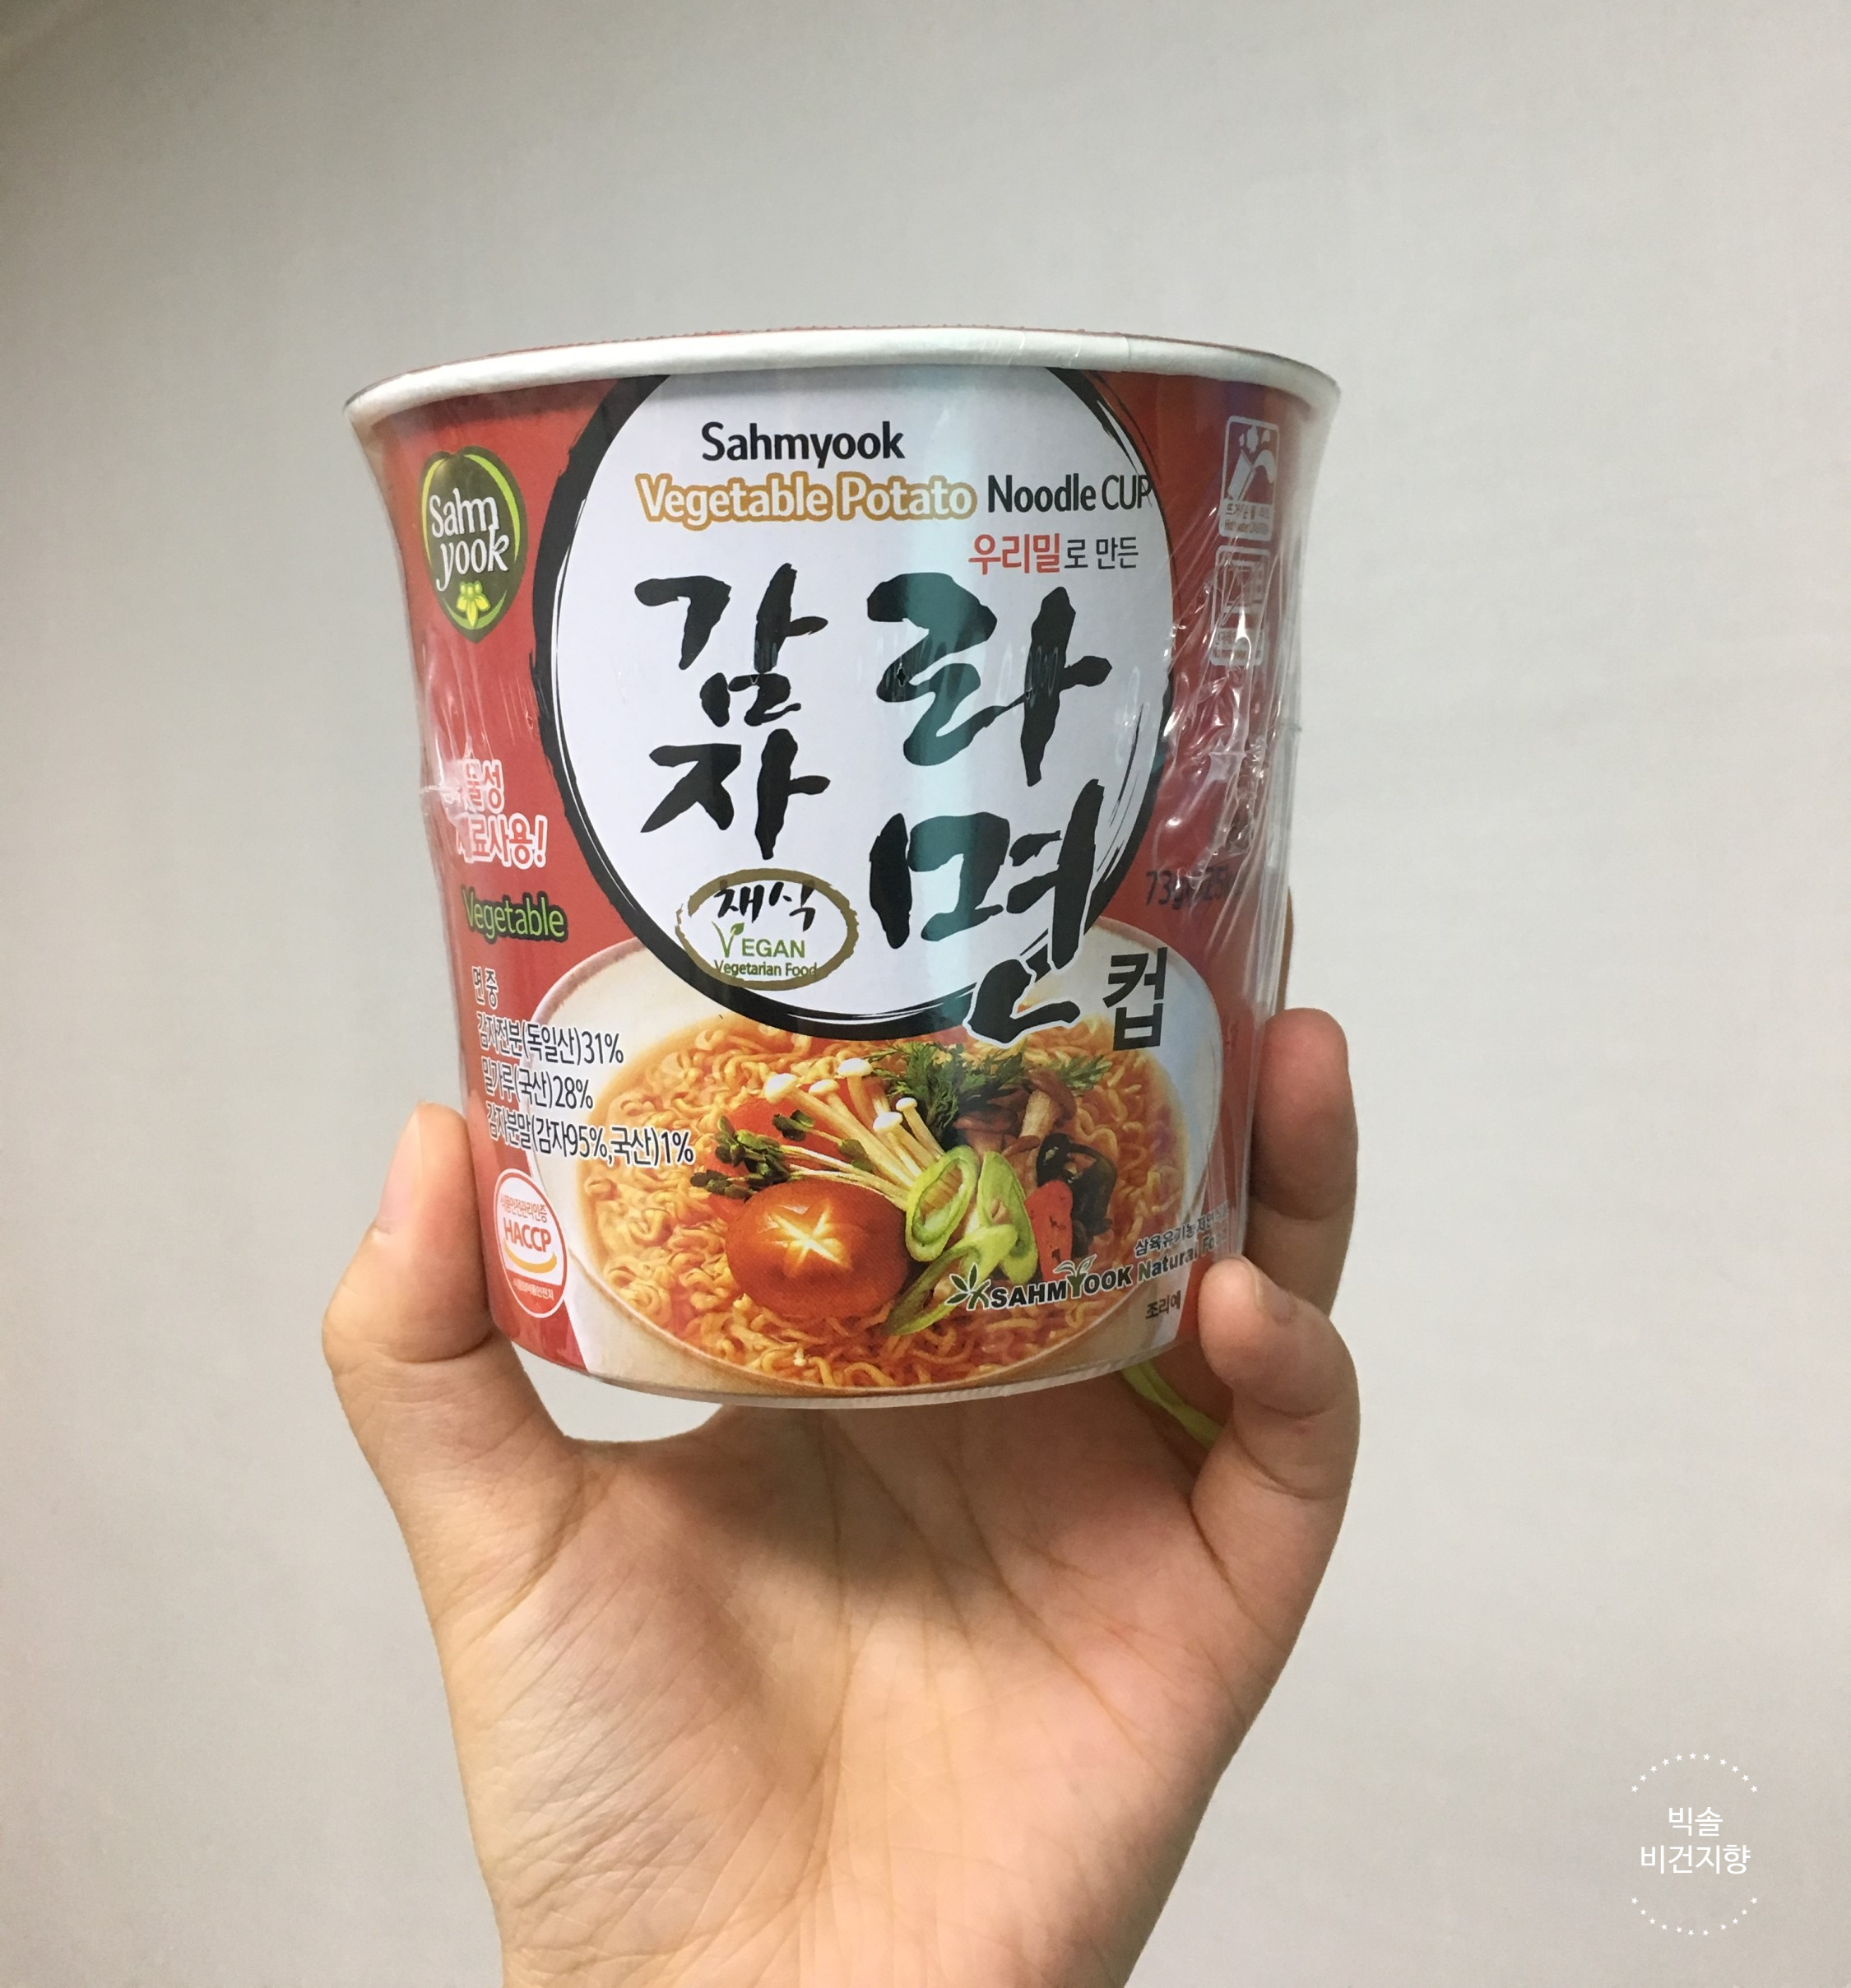 Sahmyook
Vegetable Potato Noodle CUP
우리밀로 만든
Sahm
yook
감자
라면
컵
채식
VEGAN
Vegetarian Food
Vegetable
면 중
감자전분(독일산)31%
밀가루(국산)28%
감자분말(감자95%,국산)1%
HACCP
SAHMYOOK Natural
조리예
빅솔
비건지향